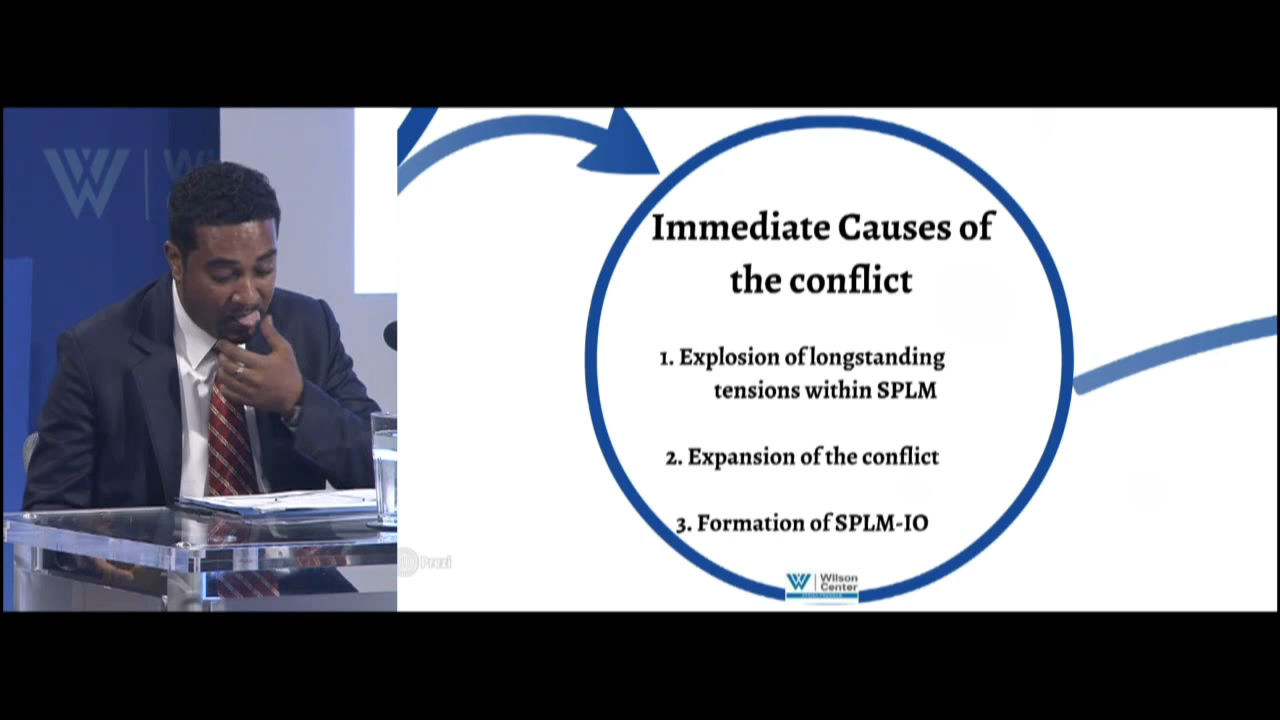 W
Immediate Causes of
the conflict
1. Explosion of longstanding
tensions within SPLM
2. Expansion of the conflict
3. Formation of SPLM-IO
Prezi
Wilson
Center